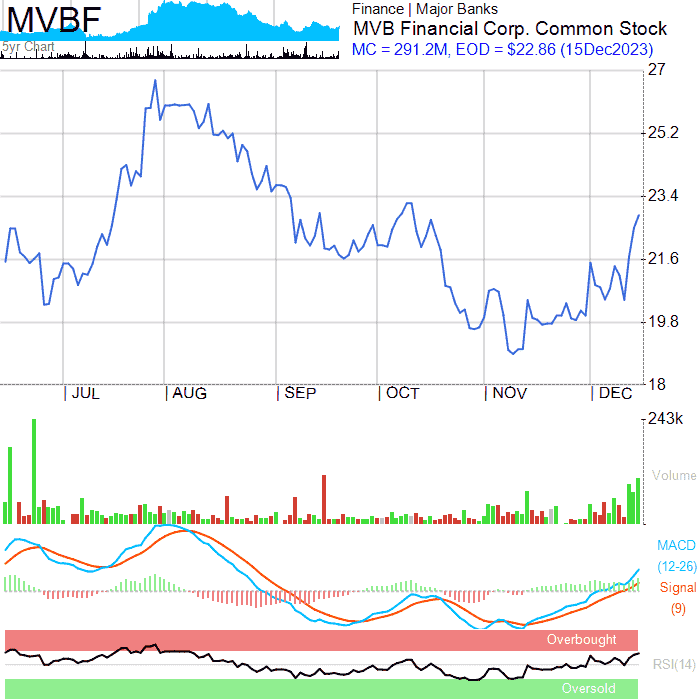 MVBF
5yr Chart
Finance | Major Banks
MVB Financial Corp. Common Stock
MC = 291.2M, EOD = $22.86 (15Dec2023)
27
25.2
23.4
21.6
19.8
18
JUL
AUG
SEP
OCT
NOV
DEC
243k
Volume
MACD
(12-26)
Signal
(9)
Overbought
RSI(14)
Oversold